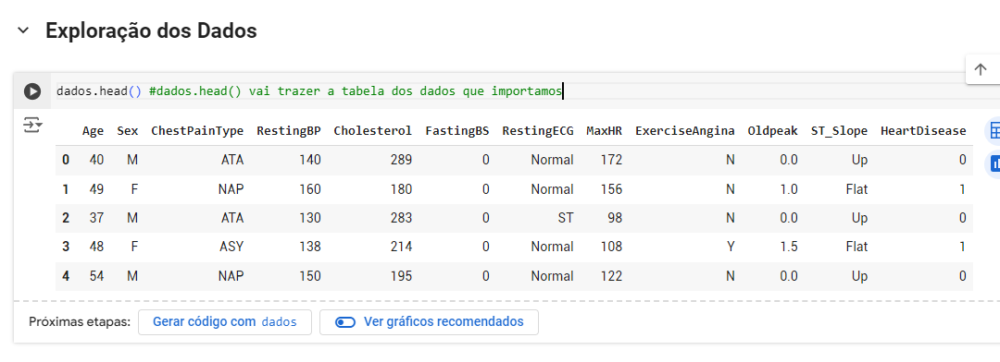 Exploração dos Dados
dados.head() #dados.head() vai trazer a tabela dos dados que importamos
Age Sex ChestPainType RestingBP Cholesterol FastingBS RestingECG MaxHR ExerciseAngina Oldpeak ST_Slope HeartDisease
0 40 M ATA 140 289 0 Normal 172 N 0.0 Up 0
1 49 F NAP 160 180 0 Normal 156 N 1.0 Flat 1
2 37 M ATA 130 283 0 ST 98 N 0.0 Up 0
3 48 F ASY 138 214 0 Normal 108 Y 1.5 Flat 1
4 54 M NAP 150 195 0 Normal 122 N 0.0 Up 0
Próximas etapas: Gerar código com dados Ver gráficos recomendados